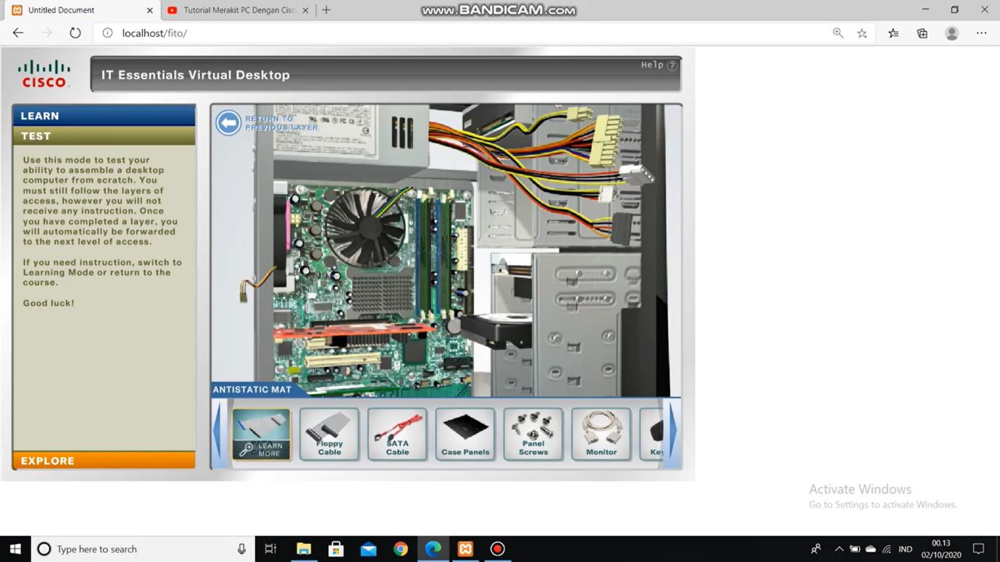 Untitled Document
Tutorial Merakit PC Dengan Cisc
www.BANDICAM.com
localhost/fito/
CISCO
IT Essentials Virtual Desktop
Help ?
LEARN
TEST
Use this mode to test your
ability to assemble a desktop
computer from scratch. You
must still follow the layers of
access, however you will not
receive any instruction. Once
you have completed a layer, you
will automatically be forwarded
to the next level of access.
If you need instruction, switch to
Learning Mode or return to the
course.
Good luck!
EXPLORE
RETURN TO
PREVIOUS LAYER
ANTISTATIC MAT
LEARN
MORE
Floppy
Cable
SATA
Cable
Case Panels
Panel
Screws
Monitor
Key
Activate Windows
Go to Settings to activate Windows.
Type here to search
IND
00.13
02/10/2020